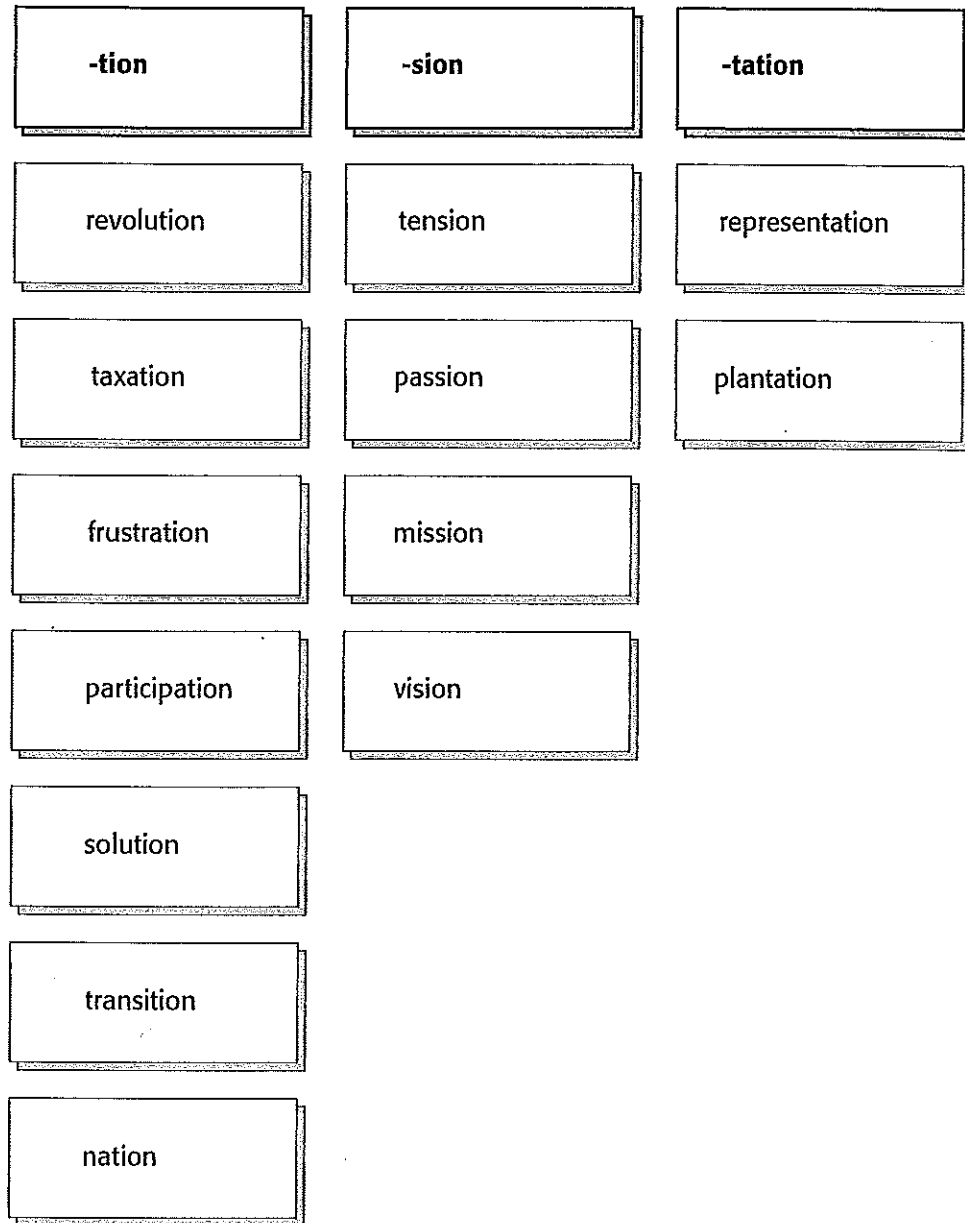 -tion
-sion
-tation
revolution
tension
representation
taxation
passion
plantation
frustration
mission
participation
vision
solution
transition
nation